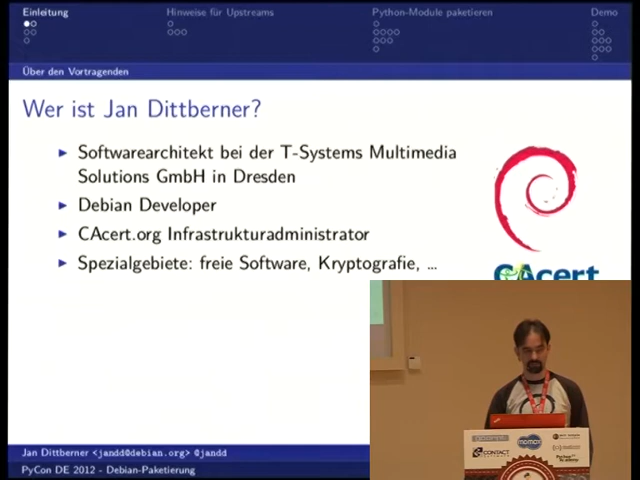 Einleitung
Hinweise für Upstreams
Python-Module paketieren
Demo
Über den Vortragenden
Wer ist Jan Dittberner?
Softwarearchitekt bei der T-Systems Multimedia
Solutions GmbH in Dresden
Debian Developer
CAcert.org Infrastrukturadministrator
Spezialgebiete: freie Software, Kryptografie, ...
CAcert
Jan Dittberner <jandd@debian.org> @jandd
PyCon DE 2012 - Debian-Paketierung
momox
CONTACT